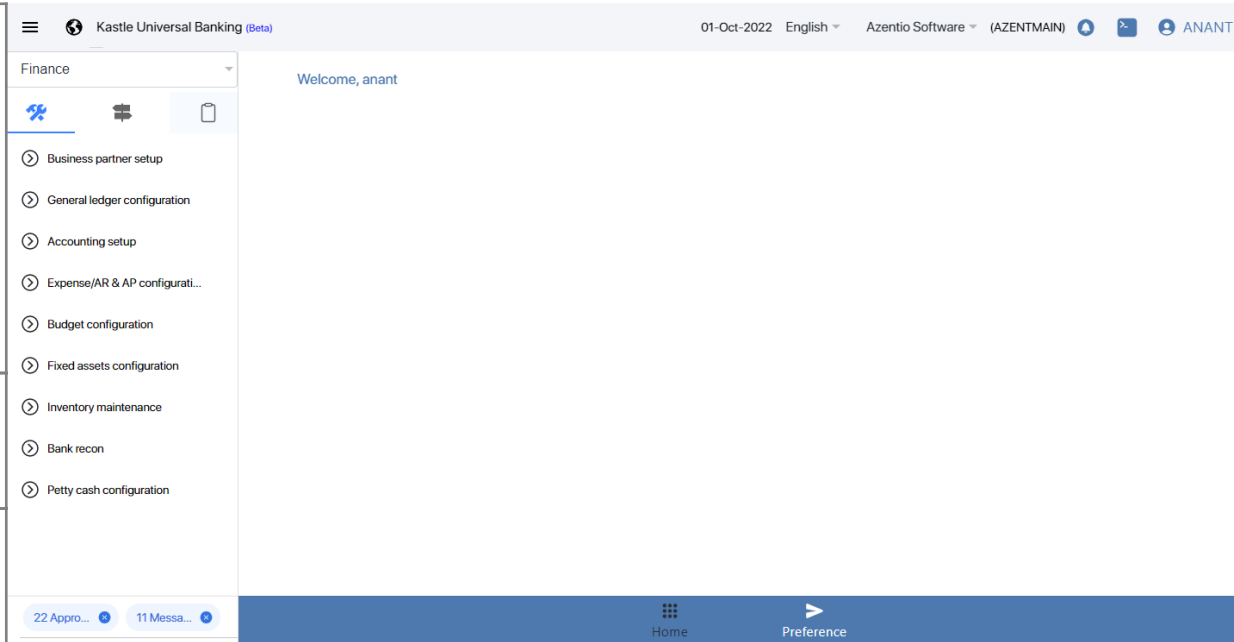 Kastle Universal Banking (Beta) 01-Oct-2022 English Azentio Software (AZENTMAIN) ANANT
Finance
Welcome, anant
Business partner setup
General ledger configuration
Accounting setup
Expense/AR & AP configurati...
Budget configuration
Fixed assets configuration
Inventory maintenance
Bank recon
Petty cash configuration
22 Appro... 11 Messa...
Home Preference